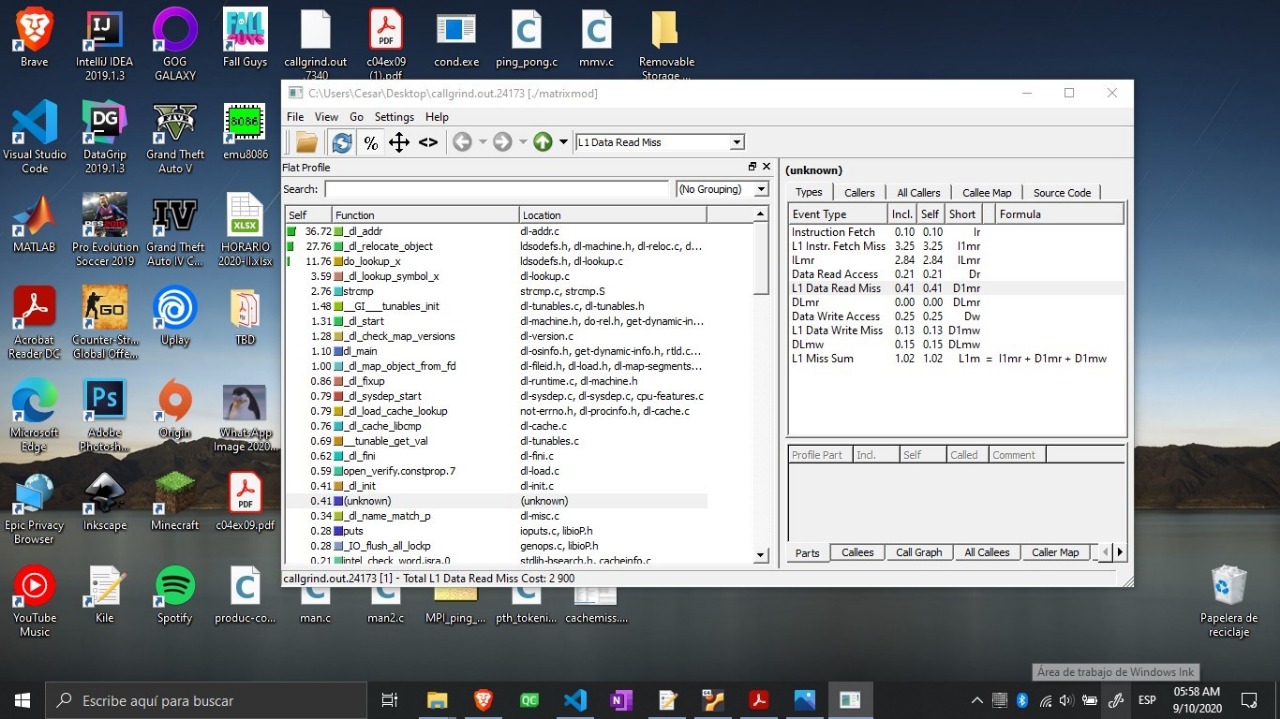 Brave
IntelliJ IDEA
2019.1.3
GOG
GALAXY
Fall Guys
callgrind.out.
7340
c04ex09
(1).pdf
cond.exe
ping_pong.c
mmv.c
Removable
Storage ...
Visual Studio
Code
DataGrip
2019.1.3
Grand Theft
Auto V
emu8086
MATLAB
Pro Evolution
Soccer 2019
Grand Theft
Auto IV C...
HORARIO
2020-II.xlsx
Acrobat
Reader DC
Counter-Str...
Global Offe...
Uplay
TBD
Microsoft
Edge
Adobe
Photosh...
Origin
WhatsApp
Image 2020...
Epic Privacy
Browser
Inkscape
Minecraft
c04ex09.pdf
YouTube
Music
Kile
Spotify
produc-co...
man.c
man2.c
MPI_ping_...
pth_tokeni...
cachemiss....
Papelera de
reciclaje
C:\Users\Cesar\Desktop\callgrind.out.24173 [./matrixmod]
File View Go Settings Help
% <> L1 Data Read Miss
Flat Profile
Search: (No Grouping)
Self Function Location
36.72 _dl_addr dl-addr.c
27.76 _dl_relocate_object ldsodefs.h, dl-machine.h, dl-reloc.c, d...
11.76 do_lookup_x ldsodefs.h, dl-lookup.c
3.59 _dl_lookup_symbol_x dl-lookup.c
2.76 strcmp strcmp.c, strcmp.S
1.48 __GI___tunables_init dl-tunables.c, dl-tunables.h
1.31 _dl_start dl-machine.h, do-rel.h, get-dynamic-in...
1.28 _dl_check_map_versions dl-version.c
1.10 dl_main dl-osinfo.h, get-dynamic-info.h, rtld.c...
1.00 _dl_map_object_from_fd dl-fileid.h, dl-load.h, dl-map-segments...
0.86 _dl_fixup dl-runtime.c, dl-machine.h
0.79 _dl_sysdep_start dl-sysdep.c, dl-sysdep.c, cpu-features.c
0.79 _dl_load_cache_lookup not-errno.h, dl-procinfo.h, dl-cache.c
0.76 _dl_cache_libcmp dl-cache.c
0.69 __tunable_get_val dl-tunables.c
0.62 _dl_fini dl-fini.c
0.59 open_verify.constprop.7 dl-load.c
0.41 _dl_init dl-init.c
0.41 (unknown) (unknown)
0.34 _dl_name_match_p dl-misc.c
0.28 puts ioputs.c, libioP.h
0.28 _IO_flush_all_lockp genops.c, libioP.h
0.21 intel_check_word.isra.0 stdlib-bsearch.h, cacheinfo.c
(unknown)
Types Callers All Callers Callee Map Source Code
Event Type Incl. Self Short Formula
Instruction Fetch 0.10 0.10 Ir
L1 Instr. Fetch Miss 3.25 3.25 I1mr
ILmr 2.84 2.84 ILmr
Data Read Access 0.21 0.21 Dr
L1 Data Read Miss 0.41 0.41 D1mr
DLmr 0.00 0.00 DLmr
Data Write Access 0.25 0.25 Dw
L1 Data Write Miss 0.13 0.13 D1mw
DLmw 0.15 0.15 DLmw
L1 Miss Sum 1.02 1.02 L1m = I1mr + D1mr + D1mw
Profile Part Incl. Self Called Comment
Parts Callees Call Graph All Callees Caller Map
callgrind.out.24173 [1] - Total L1 Data Read Miss Cost: 2 900
Área de trabajo de Windows Ink
Escribe aquí para buscar
ESP
05:58 AM
9/10/2020